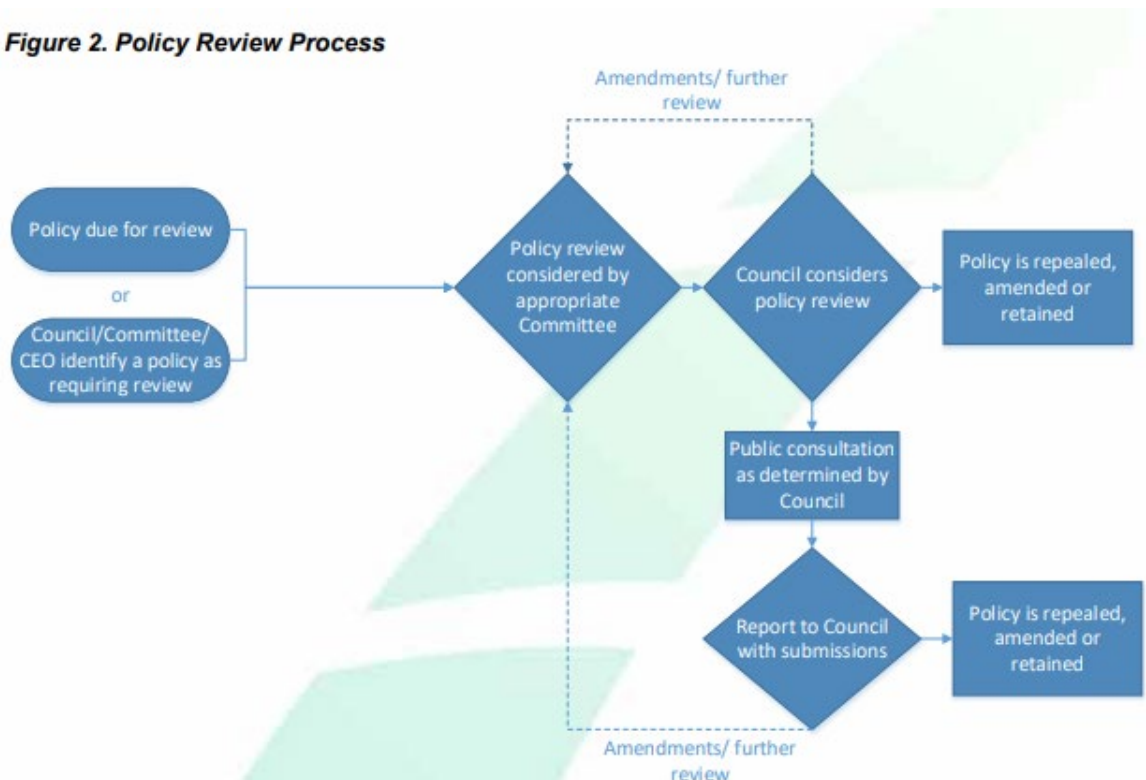 Figure 2. Policy Review Process
Amendments/ further
review
Policy due for review
or
Council/Committee/
CEO identify a policy as
requiring review
Policy review
considered by
appropriate
Committee
Council considers
policy review
Policy is repealed,
amended or
retained
Public consultation
as determined by
Council
Report to Council
with submissions
Policy is repealed,
amended or
retained
Amendments/ further
review